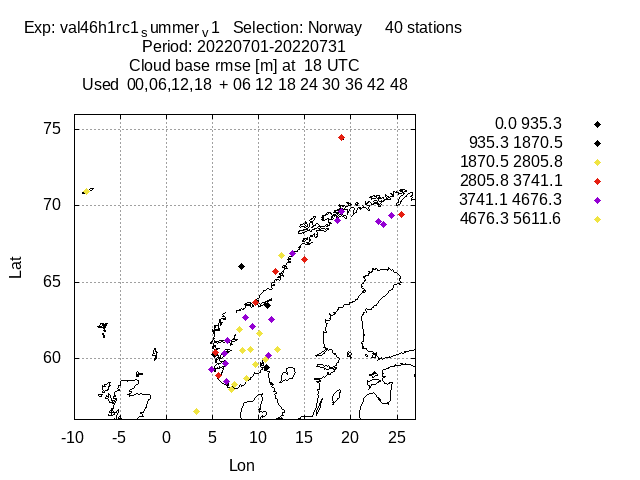 Exp: val46h1rc1summerv1 Selection: Norway 40 stations
Period: 20220701-20220731
Cloud base rmse [m] at 18 UTC
Used 00,06,12,18 + 06 12 18 24 30 36 42 48
0.0 935.3
935.3 1870.5
1870.5 2805.8
2805.8 3741.1
3741.1 4676.3
4676.3 5611.6
75
70
65
60
Lat
-10 -5 0 5 10 15 20 25
Lon